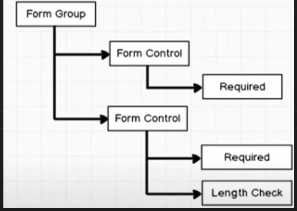 Form Group
Form Control
Required
Form Control
Required
Length Check